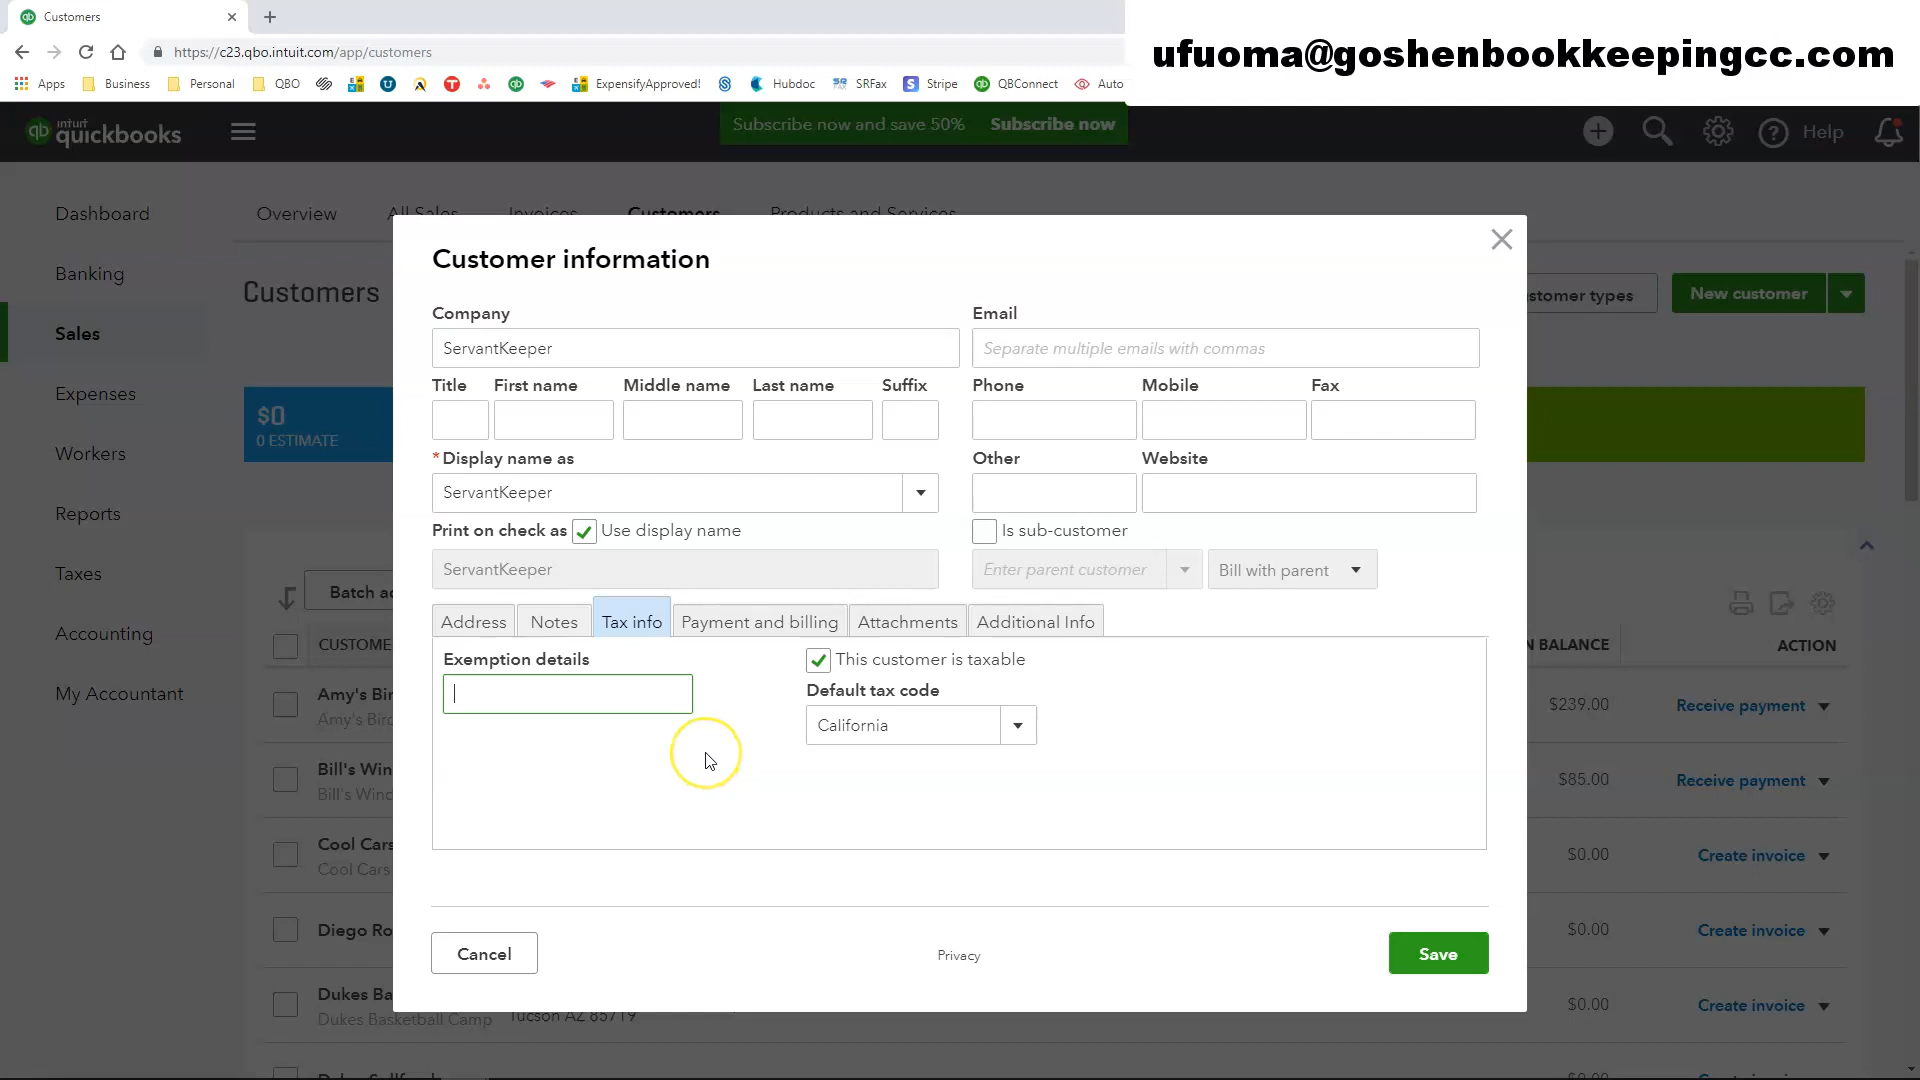 Customers
https://c23.qbo.intuit.com/app/customers
ufuoma@goshenbookkeepingcc.com
Apps
Business
Personal
QBO
ExpensifyApproved!
Hubdoc
SRFax
Stripe
QBConnect
Auto
intuit
quickbooks
Subscribe now and save 50% Subscribe now
Help
Dashboard
Banking
Sales
Expenses
Workers
Reports
Taxes
Accounting
My Accountant
Overview
All Sales
Invoices
Customers
Products and Services
Customers
stomer types
New customer
$0
0 ESTIMATE
Customer information
Company
ServantKeeper
Email
Separate multiple emails with commas
Title
First name
Middle name
Last name
Suffix
Phone
Mobile
Fax
*Display name as
ServantKeeper
Other
Website
Print on check as
Use display name
Is sub-customer
ServantKeeper
Enter parent customer
Bill with parent
Address
Notes
Tax info
Payment and billing
Attachments
Additional Info
Exemption details
This customer is taxable
Default tax code
California
Cancel
Privacy
Save
Batch ac
CUSTOME
N BALANCE
ACTION
Amy's Bir
Amy's Bird
$239.00
Receive payment
Bill's Win
Bill's Wind
$85.00
Receive payment
Cool Cars
Cool Cars
$0.00
Create invoice
Diego Ro
$0.00
Create invoice
Dukes Ba
Dukes Basketball Camp
Tucson AZ 85719
$0.00
Create invoice